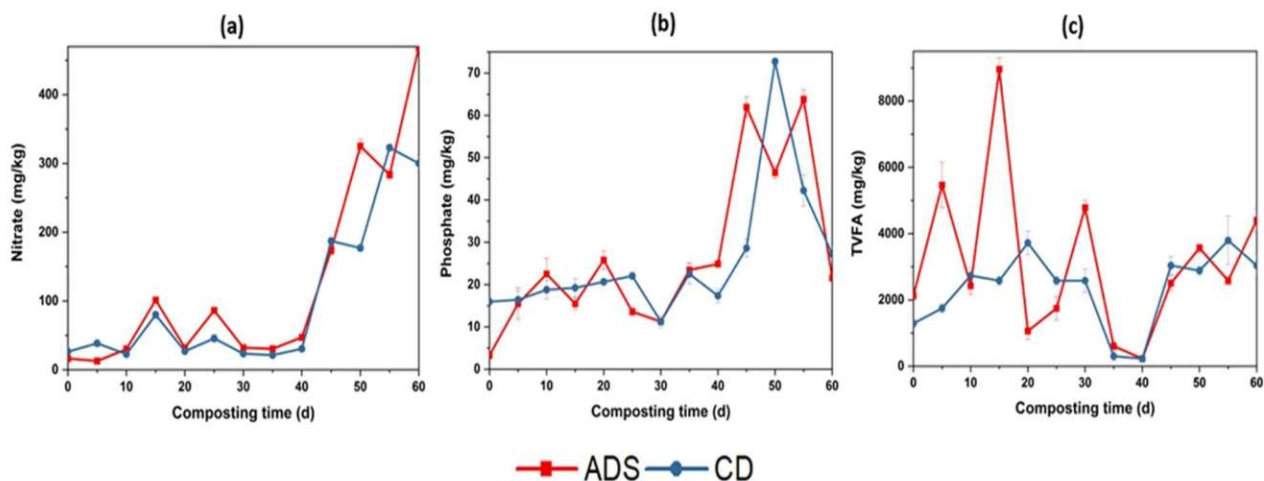 (a)
(b)
(c)
Nitrate (mg/kg)
400
300
200
100
0
0 10 20 30 40 50 60
Composting time (d)
Phosphate (mg/kg)
70
60
50
40
30
20
10
0
0 10 20 30 40 50 60
Composting time (d)
TVFA (mg/kg)
8000
6000
4000
2000
0
0 10 20 30 40 50 60
Composting time (d)
ADS CD